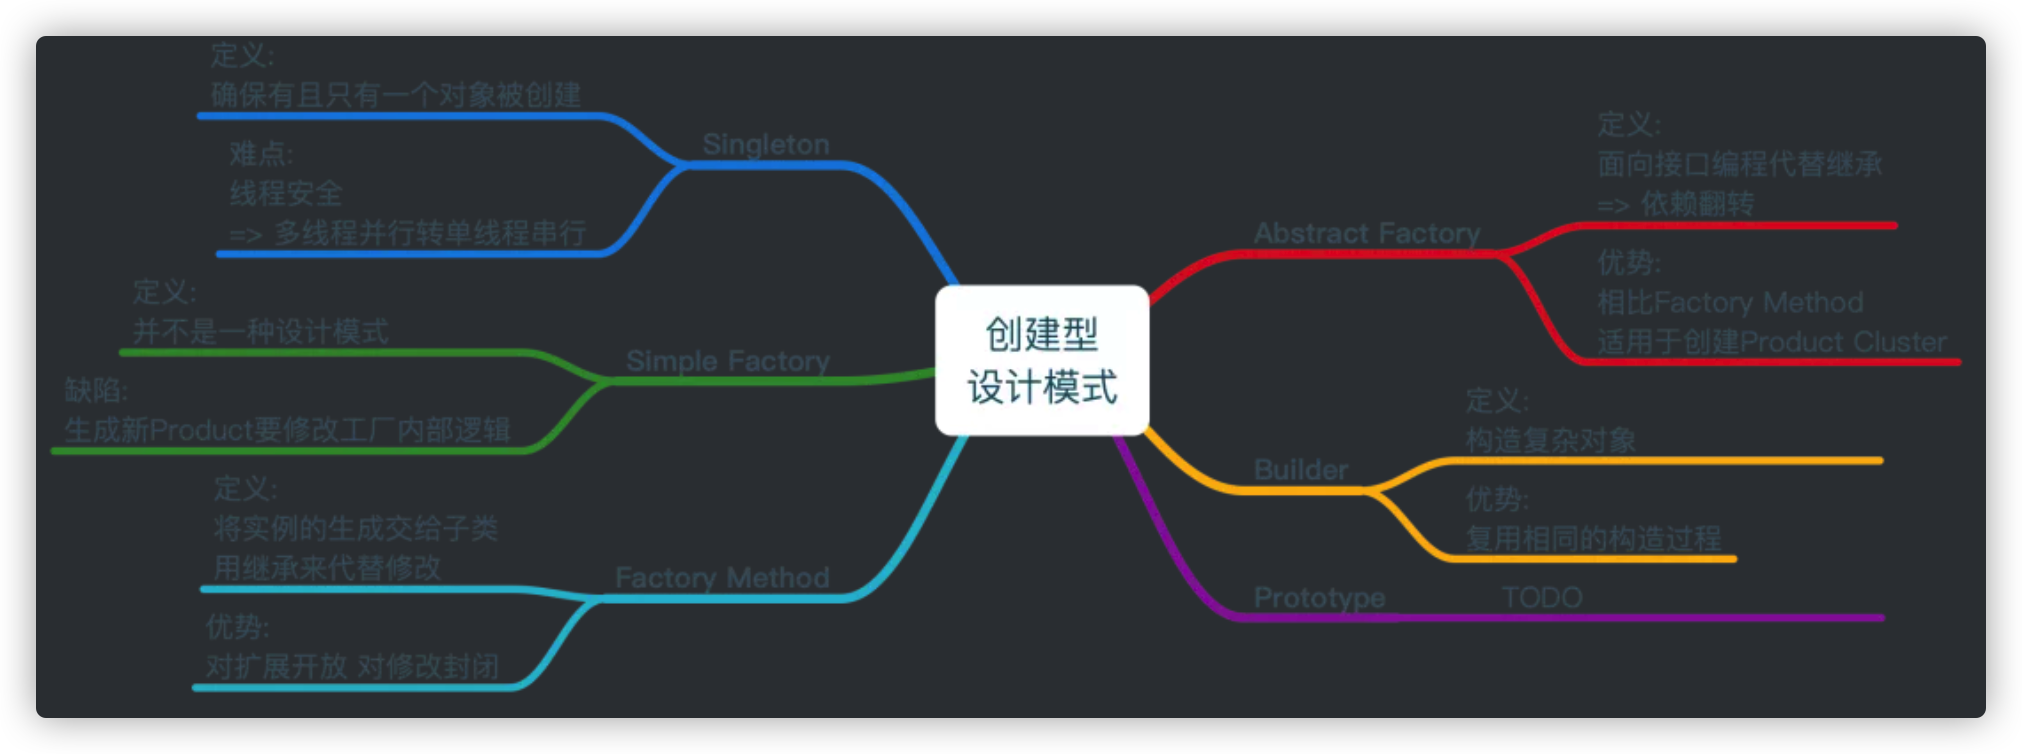 创建型
设计模式
Singleton
定义:
确保有且只有一个对象被创建
难点:
线程安全
=> 多线程并行转单线程串行
Simple Factory
定义:
并不是一种设计模式
缺陷:
生成新Product要修改工厂内部逻辑
Factory Method
定义:
将实例的生成交给子类
用继承来代替修改
优势:
对扩展开放 对修改封闭
Abstract Factory
定义:
面向接口编程代替继承
=> 依赖翻转
优势:
相比Factory Method
适用于创建Product Cluster
Builder
定义:
构造复杂对象
优势:
复用相同的构造过程
Prototype
TODO